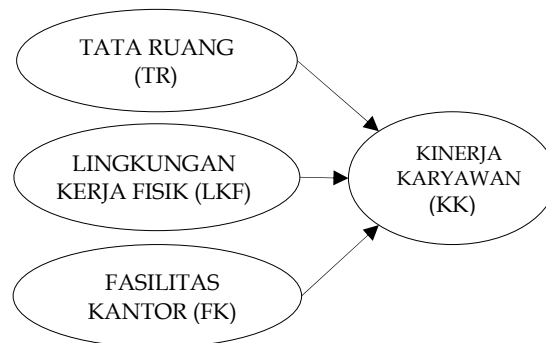 TATA RUANG
(TR)
LINGKUNGAN
KERJA FISIK (LKF)
FASILITAS
KANTOR (FK)
KINERJA
KARYAWAN
(KK)